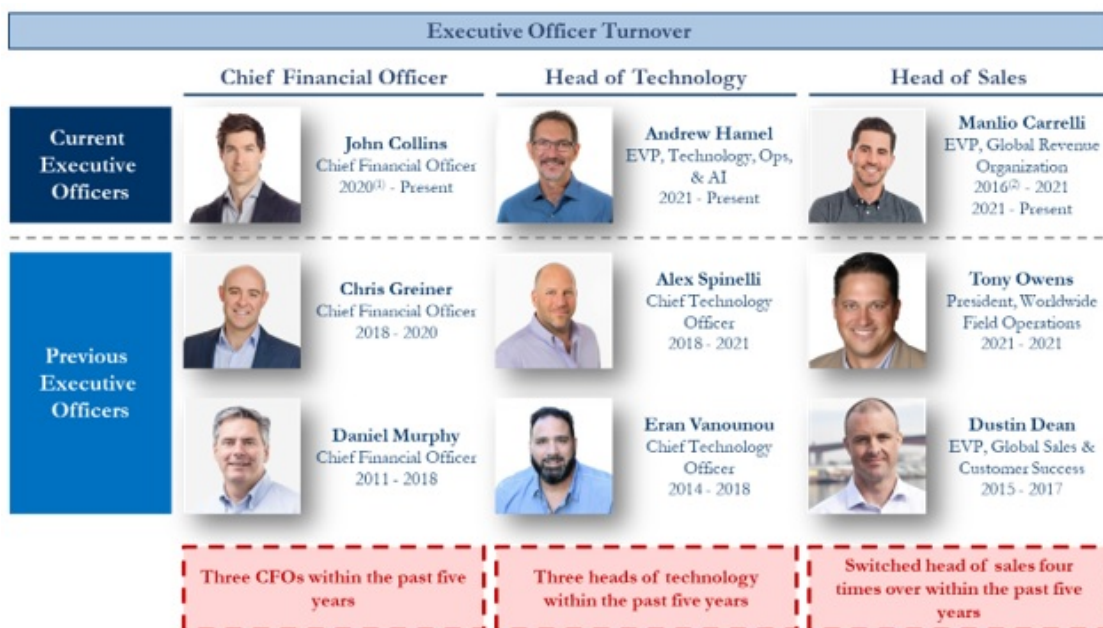 Executive Officer Turnover
Chief Financial Officer
Head of Technology
Head of Sales
Current
Executive
Officers
John Collins
Chief Financial Officer
2020(1) - Present
Andrew Hamel
EVP, Technology, Ops,
& AI
2021 - Present
Manlio Carrelli
EVP, Global Revenue
Organization
2016(2) - 2021
2021 - Present
Previous
Executive
Officers
Chris Greiner
Chief Financial Officer
2018 - 2020
Alex Spinelli
Chief Technology
Officer
2018 - 2021
Tony Owens
President, Worldwide
Field Operations
2021 - 2021
Daniel Murphy
Chief Financial Officer
2011 - 2018
Eran Vanounou
Chief Technology
Officer
2014 - 2018
Dustin Dean
EVP, Global Sales &
Customer Success
2015 - 2017
Three CFOs within the past five
years
Three heads of technology
within the past five years
Switched head of sales four
times over within the past five
years